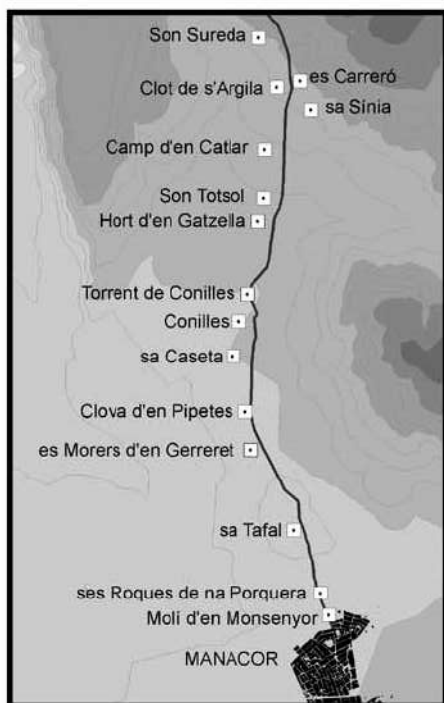 Son Sureda
es Carreró
Clot de s'Argila
sa Sínia
Camp d'en Catlar
Son Totsol
Hort d'en Gatzella
Torrent de Conilles
Conilles
sa Caseta
Clova d'en Pipetes
es Morers d'en Gerreret
sa Tafal
ses Roques de na Porquera
Molí d'en Monsenyor
MANACOR